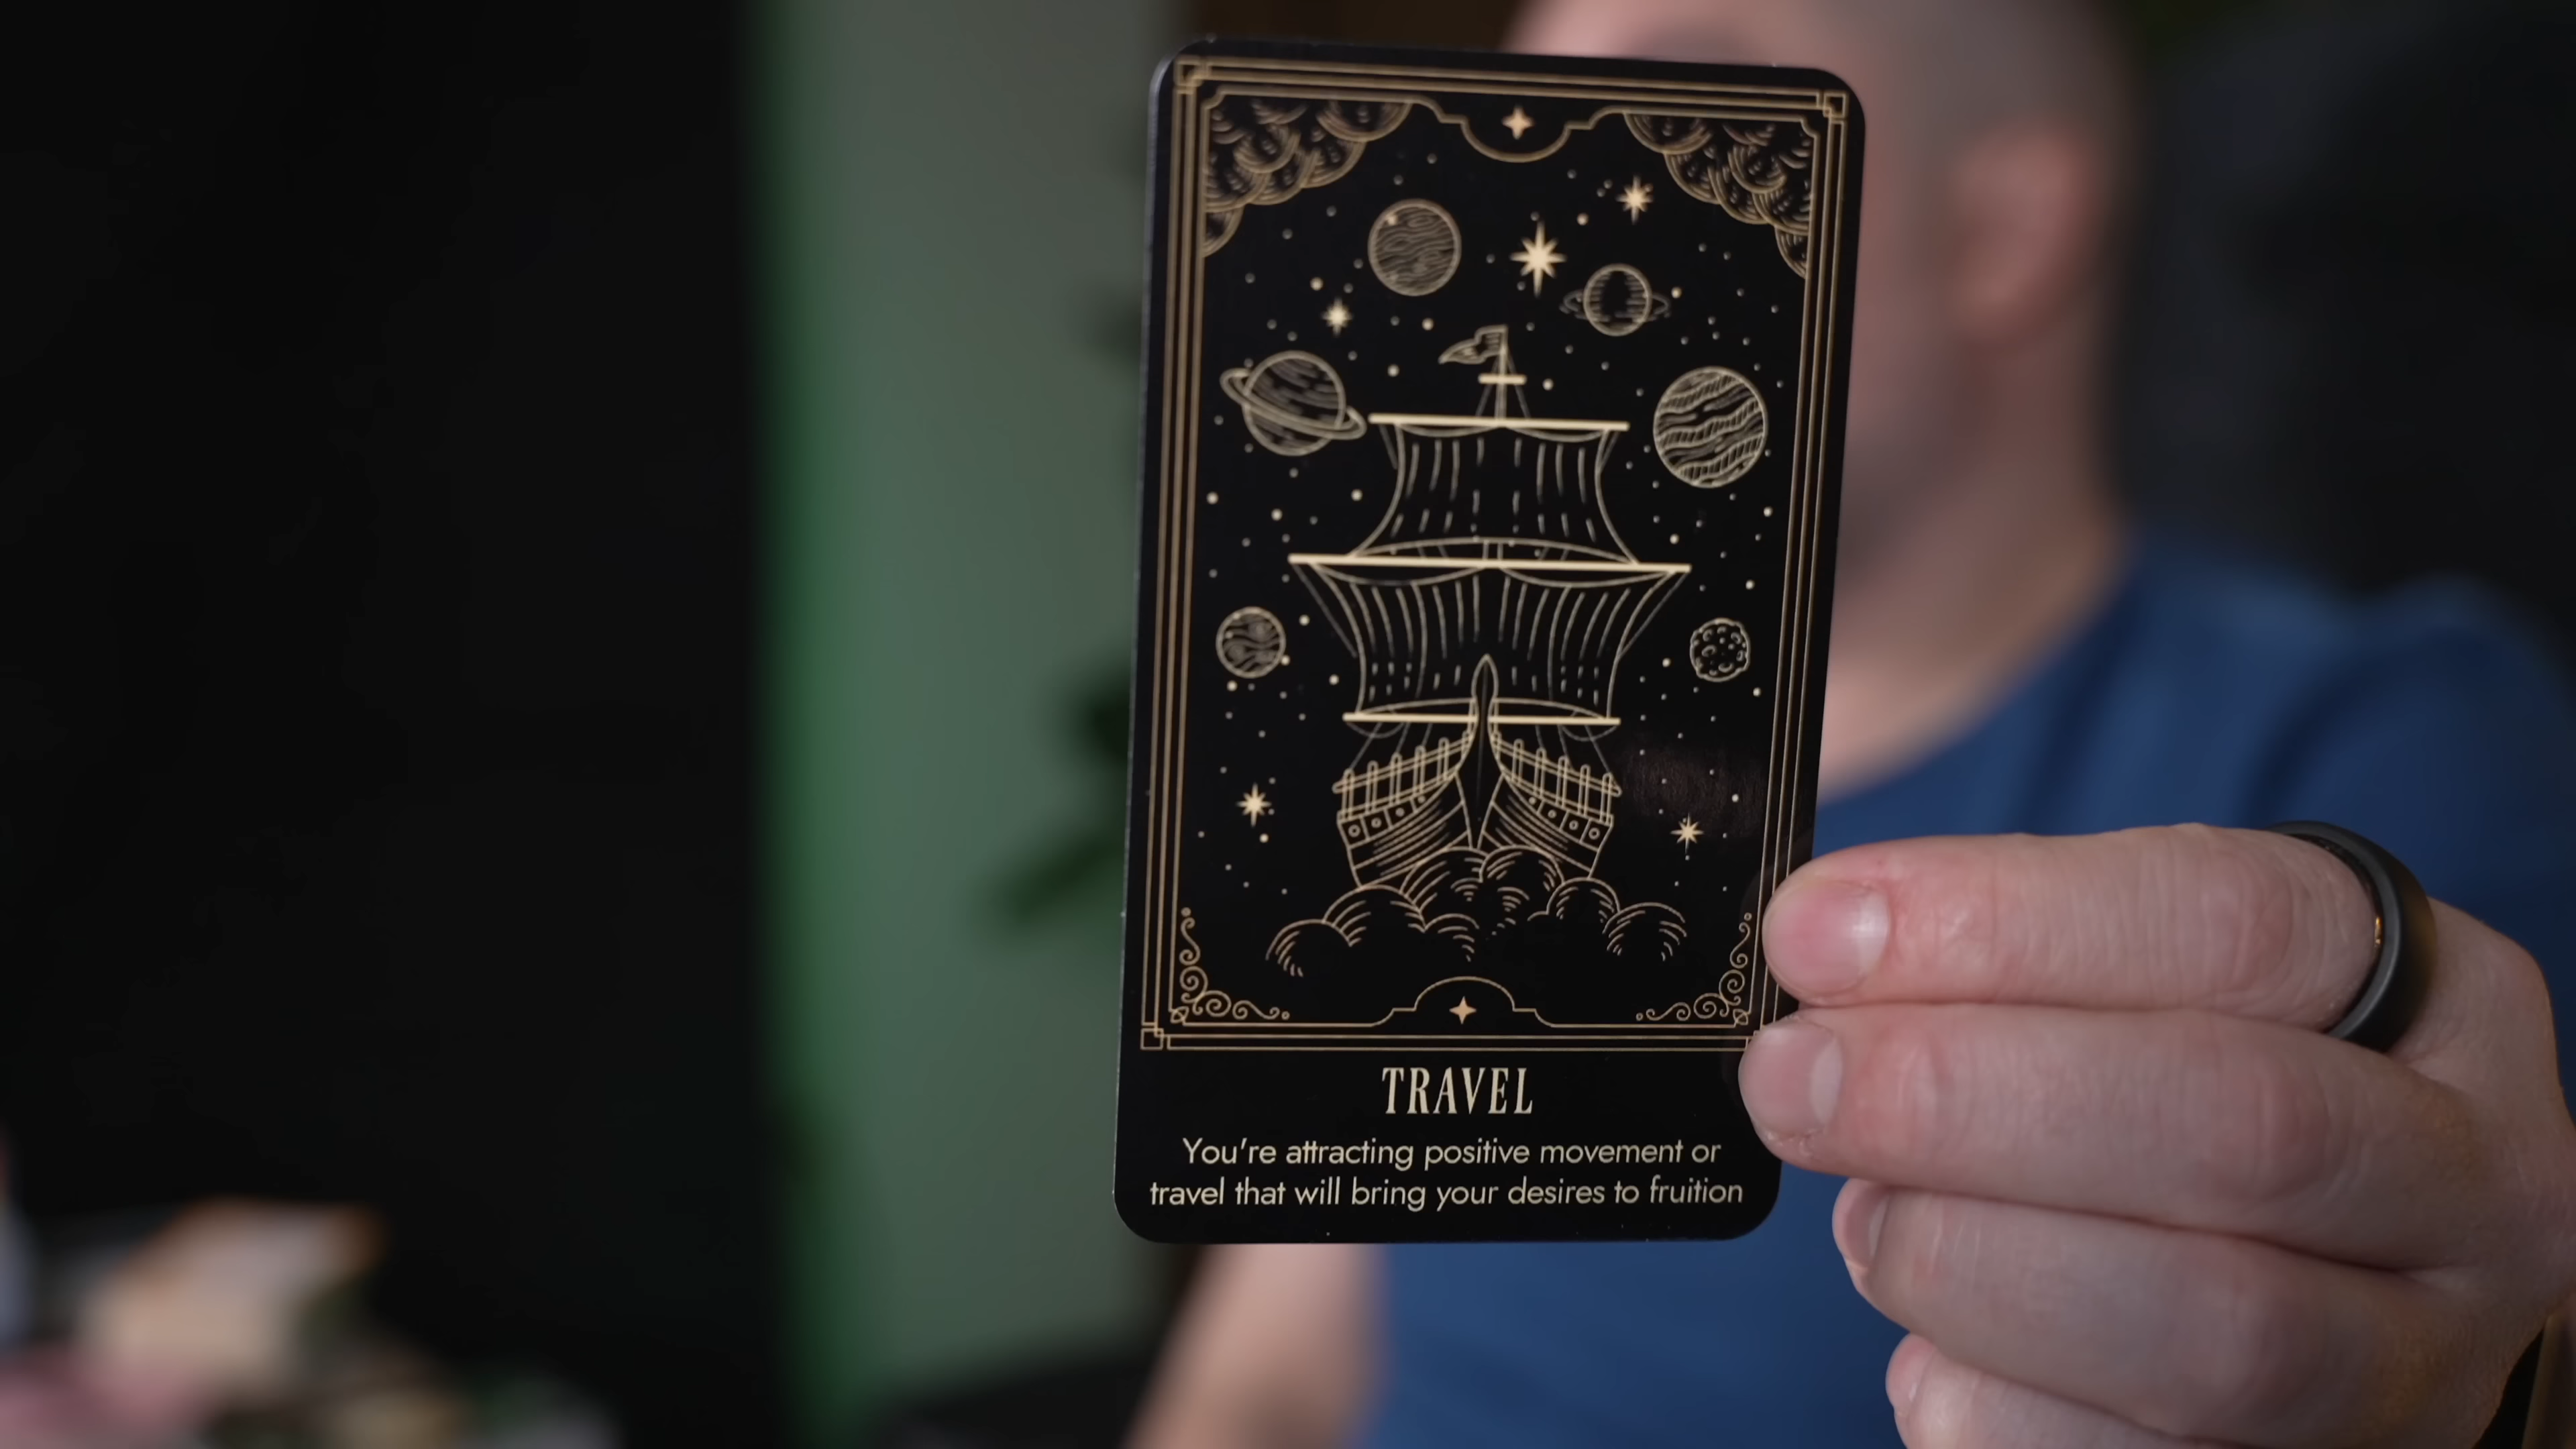 TRAVEL
You're attracting positive movement or
travel that will bring your desires to fruition